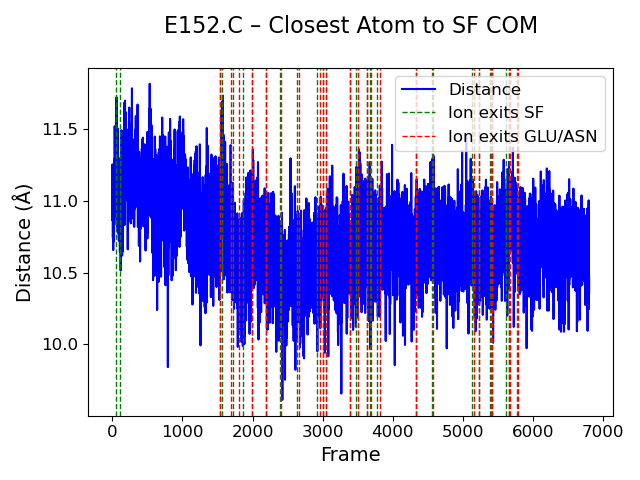 E152.C – Closest Atom to SF COM
Distance
Ion exits SF
Ion exits GLU/ASN
Distance (Å)
11.5
11.0
10.5
10.0
0 1000 2000 3000 4000 5000 6000 7000
Frame